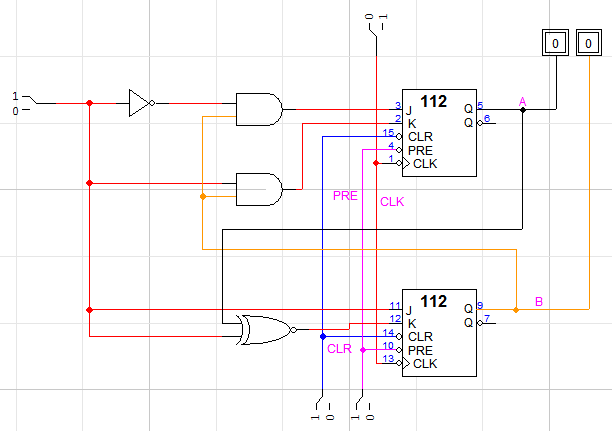 0 1
0 0
1
0
112
3 J Q 5 A
2 K Q 6
15 CLR
4 PRE
1 CLK
PRE
CLK
112
11 J Q 9 B
12 K Q 7
14 CLR
CLR 10 PRE
13 CLK
1 0 1 0